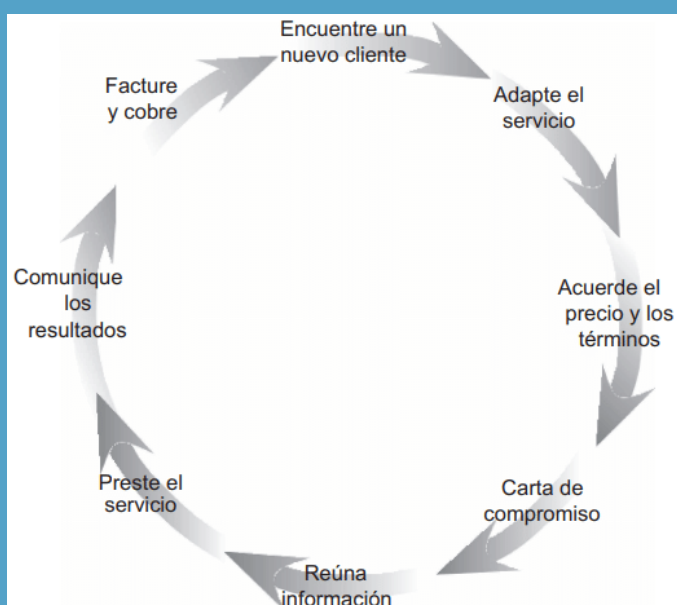 Encuentre un
nuevo cliente
Adapte el
servicio
Acuerde el
precio y los
términos
Carta de
compromiso
Reúna
información
Preste el
servicio
Comunique
los
resultados
Facture
y cobre